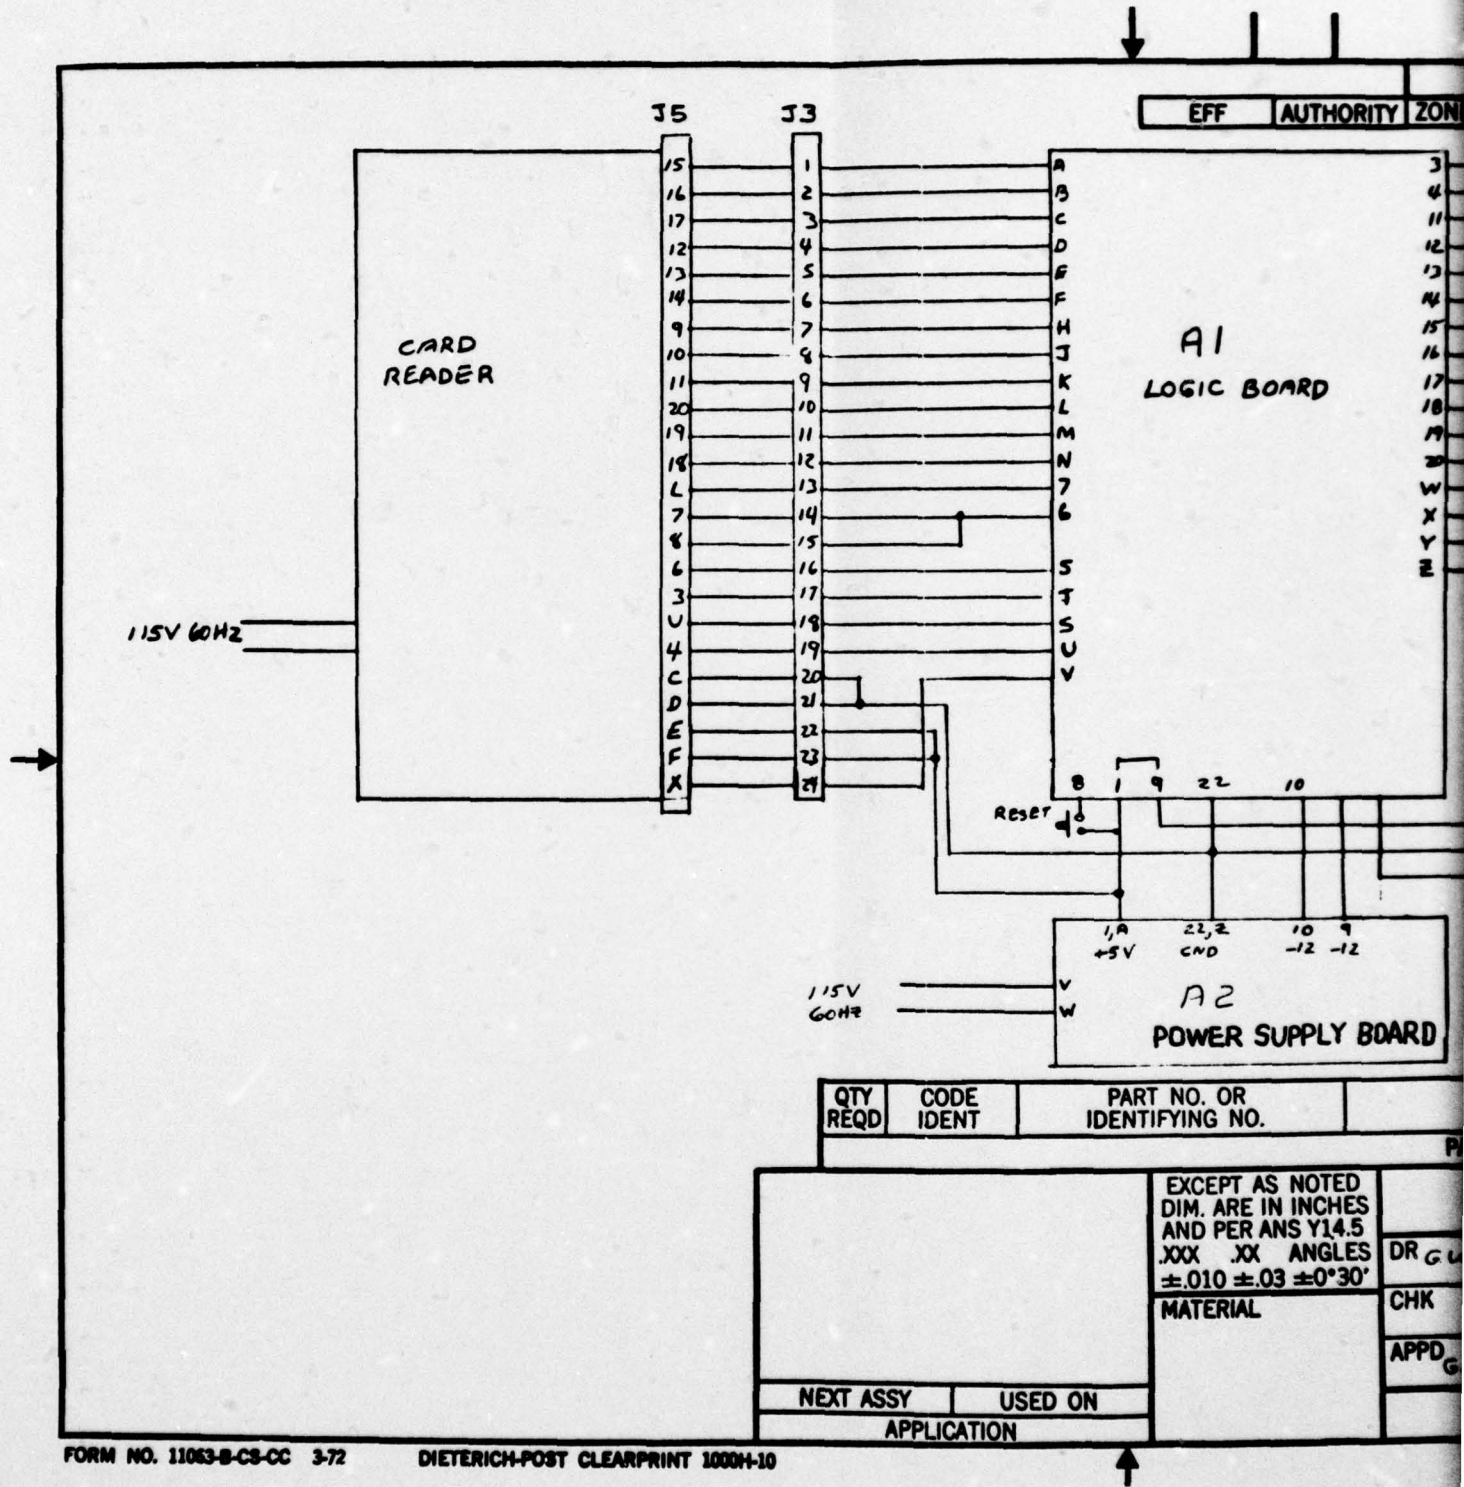 J5 J3
EFF AUTHORITY
15 1 A 3
16 2 B 4
17 3 C 11
12 4 D 12
13 5 E 13
14 6 F 14
9 7 H 15
10 8 J 16
11 9 K 17
20 10 L 18
19 11 M 19
18 12 N 20
L 13 7 W
7 14 6 X
8 15 Y
6 16 5 Z
3 17 T
U 18 S
4 19 U
C 20 V
D 21
E 22
F 23
X 24
CARD
READER
A1
LOGIC BOARD
115V 60HZ
8 1 9 22 10
RESET
1,A 22,Z 10 9
+5V GND -12 -12
115V V
60HZ W
A2
POWER SUPPLY BOARD
QTY REQD CODE IDENT PART NO. OR IDENTIFYING NO.
EXCEPT AS NOTED
DIM. ARE IN INCHES
AND PER ANS Y14.5
.XXX .XX ANGLES
±.010 ±.03 ±0°30'
MATERIAL
DR G
CHK
APPD G
NEXT ASSY USED ON
APPLICATION
FORM NO. 11063-B-CS-CC 3-72 DIETERICH-POST CLEARPRINT 1000H-10